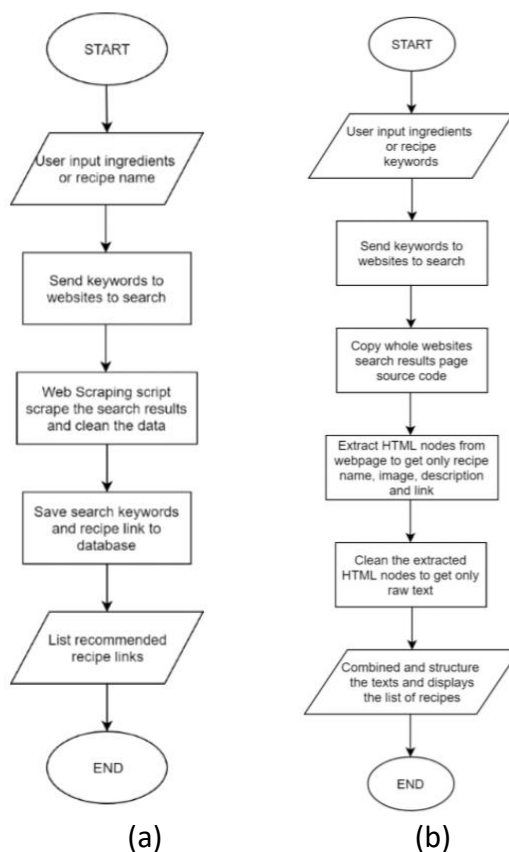 START
User input ingredients
or recipe name
Send keywords to
websites to search
Web Scraping script
scrape the search results
and clean the data
Save search keywords
and recipe link to
database
List recommended
recipe links
END
(a)
START
User input ingredients
or recipe
keywords
Send keywords to
websites to search
Copy whole websites
search results page
source code
Extract HTML nodes from
webpage to get only recipe
name, image, description
and link
Clean the extracted
HTML nodes to get only
raw text
Combined and structure
the texts and displays
the list of recipes
END
(b)